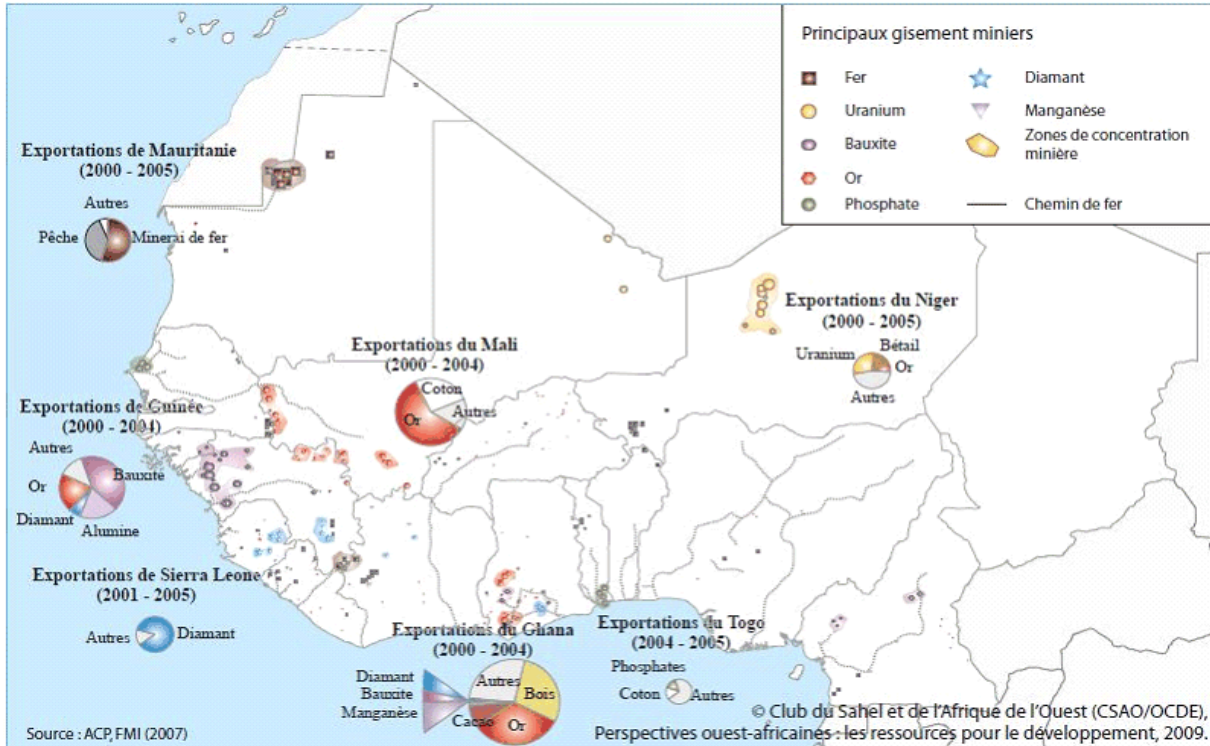 Principaux gisement miniers
Fer
Diamant
Uranium
Manganèse
Bauxite
Zones de concentration
minière
Or
Phosphate
Chemin de fer
Exportations de Mauritanie
(2000 - 2005)
Autres
Pêche
Minerai de fer
Exportations du Niger
(2000 - 2005)
Uranium
Bétail
Or
Autres
Exportations du Mali
(2000 - 2004)
Coton
Autres
Or
Exportations de Guinée
(2000 - 2004)
Autres
Bauxite
Or
Diamant
Alumine
Exportations de Sierra Leone
(2001 - 2005)
Autres
Diamant
Exportations du Ghana
(2000 - 2004)
Diamant
Bauxite
Manganèse
Autres
Bois
Cacao
Or
Exportations du Togo
(2004 - 2005)
Phosphates
Coton
Autres
Source : ACP, FMI (2007)
© Club du Sahel et de l'Afrique de l'Ouest (CSAO/OCDE),
Perspectives ouest-africaines : les ressources pour le développement, 2009.